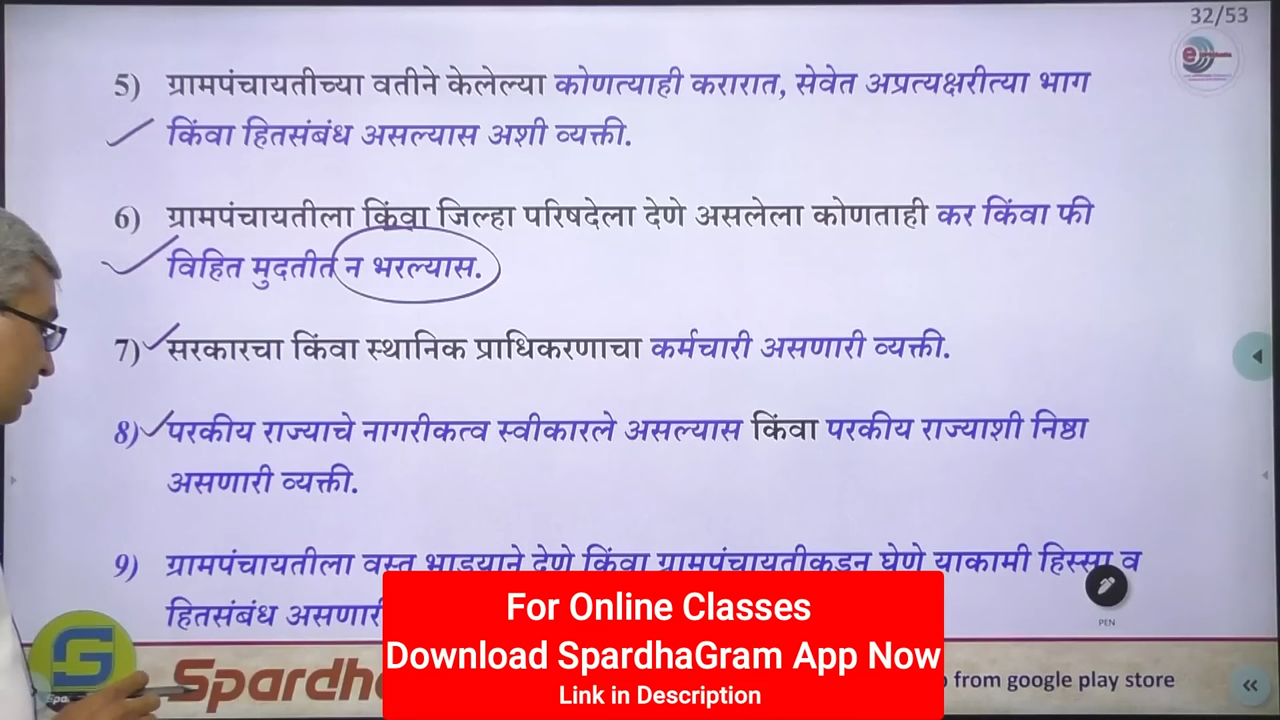 32/53
5) ग्रामपंचायतीच्या वतीने केलेल्या कोणत्याही करारात, सेवेत अप्रत्यक्षरीत्या भाग
किंवा हितसंबंध असल्यास अशी व्यक्ती.
6) ग्रामपंचायतीला किंवा जिल्हा परिषदेला देणे असलेला कोणताही कर किंवा फी
विहित मुदतीत न भरल्यास.
7) सरकारचा किंवा स्थानिक प्राधिकरणाचा कर्मचारी असणारी व्यक्ती.
8) परकीय राज्याचे नागरीकत्व स्वीकारले असल्यास किंवा परकीय राज्याशी निष्ठा
असणारी व्यक्ती.
9) ग्रामपंचायतीला वस्तू भाड्याने देणे किंवा ग्रामपंचायतीकडून घेणे याकामी हिस्सा व
हितसंबंध असणारी
PEN
For Online Classes
Download SpardhaGram App Now
Link in Description
Spardh
from google play store